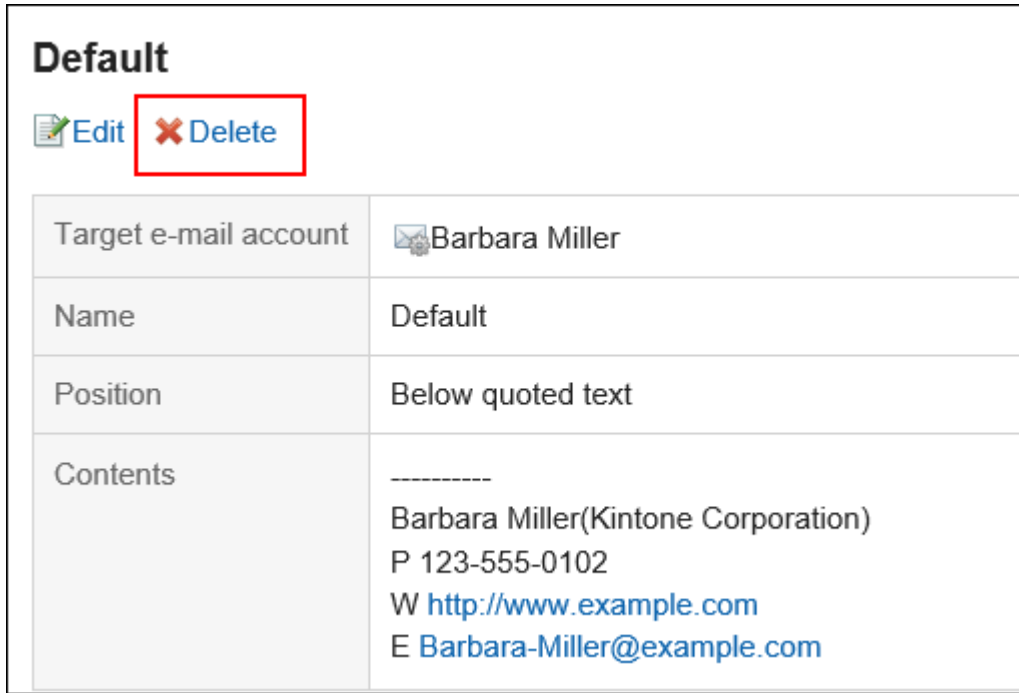 Default
Edit Delete
Target e-mail account Barbara Miller
Name Default
Position Below quoted text
Contents ----------
Barbara Miller(Kintone Corporation)
P 123-555-0102
W http://www.example.com
E Barbara-Miller@example.com